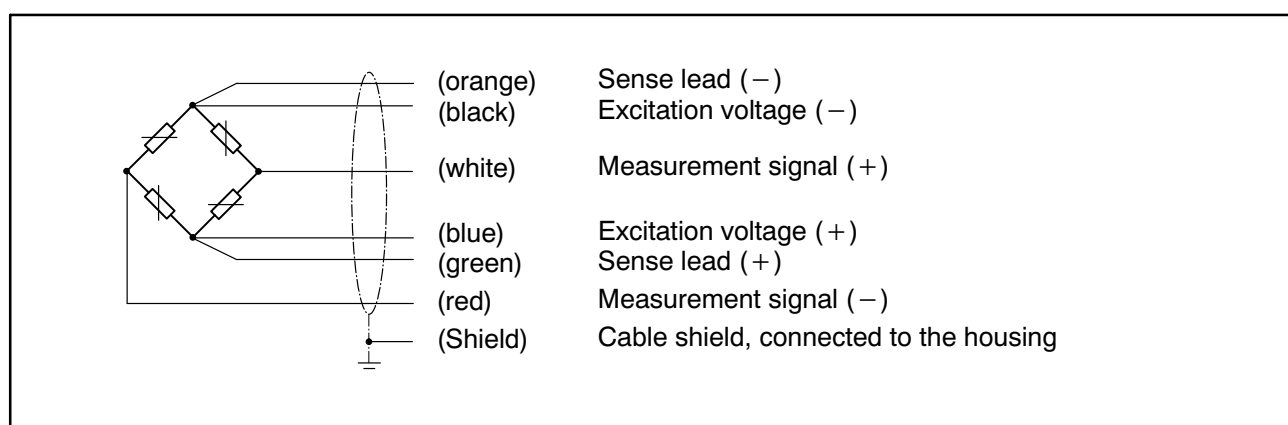 (orange) Sense lead (−)
(black) Excitation voltage (−)
(white) Measurement signal (+)
(blue) Excitation voltage (+)
(green) Sense lead (+)
(red) Measurement signal (−)
(Shield) Cable shield, connected to the housing